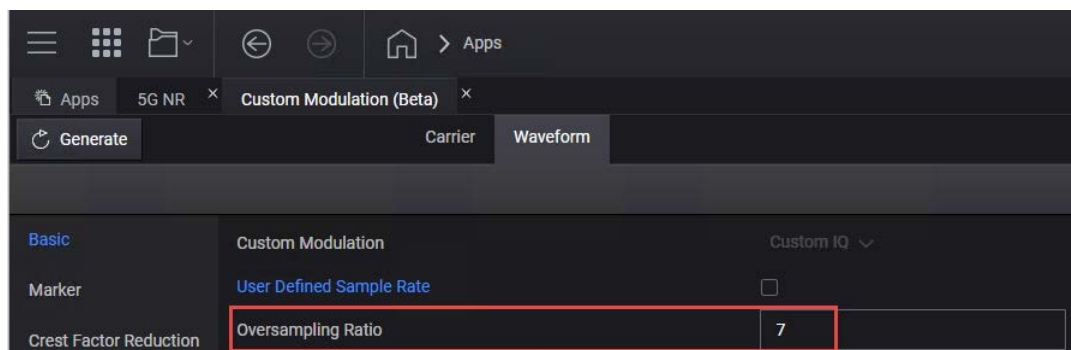 Apps
Apps 5G NR × Custom Modulation (Beta) ×
Generate Carrier Waveform
Basic Custom Modulation Custom IQ
Marker User Defined Sample Rate
Crest Factor Reduction Oversampling Ratio 7